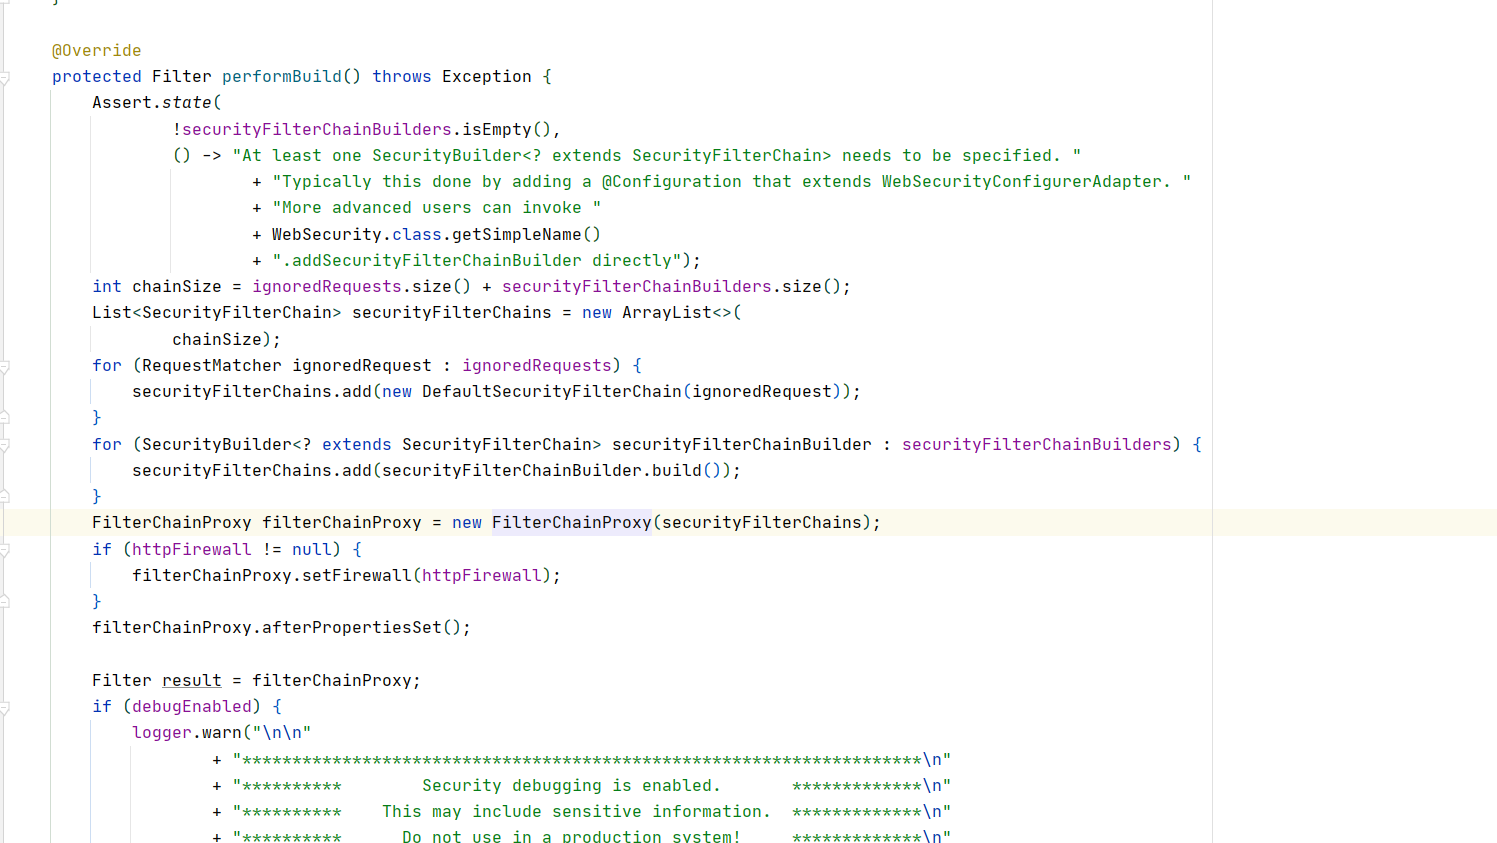 }
@Override
protected Filter performBuild() throws Exception {
Assert.state(
!securityFilterChainBuilders.isEmpty(),
() -> "At least one SecurityBuilder<? extends SecurityFilterChain> needs to be specified. "
+ "Typically this done by adding a @Configuration that extends WebSecurityConfigurerAdapter. "
+ "More advanced users can invoke "
+ WebSecurity.class.getSimpleName()
+ ".addSecurityFilterChainBuilder directly");
int chainSize = ignoredRequests.size() + securityFilterChainBuilders.size();
List<SecurityFilterChain> securityFilterChains = new ArrayList<>(
chainSize);
for (RequestMatcher ignoredRequest : ignoredRequests) {
securityFilterChains.add(new DefaultSecurityFilterChain(ignoredRequest));
}
for (SecurityBuilder<? extends SecurityFilterChain> securityFilterChainBuilder : securityFilterChainBuilders) {
securityFilterChains.add(securityFilterChainBuilder.build());
}
FilterChainProxy filterChainProxy = new FilterChainProxy(securityFilterChains);
if (httpFirewall != null) {
filterChainProxy.setFirewall(httpFirewall);
}
filterChainProxy.afterPropertiesSet();
Filter result = filterChainProxy;
if (debugEnabled) {
logger.warn("\n\n"
+ "********************************************************************\n"
+ "**********        Security debugging is enabled.       *************\n"
+ "**********    This may include sensitive information.  *************\n"
+ "**********      Do not use in a production system!     *************\n"